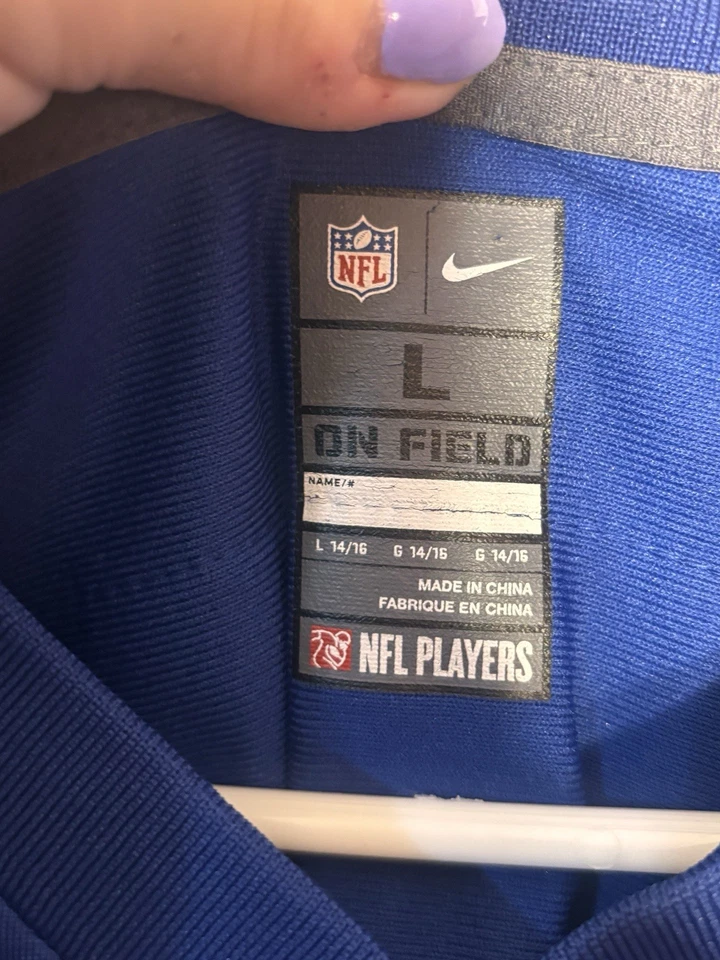 NFL
L
ON FIELD
NAME/#
L 14/16 G 14/16 G 14/16
MADE IN CHINA
FABRIQUE EN CHINA
NFL PLAYERS